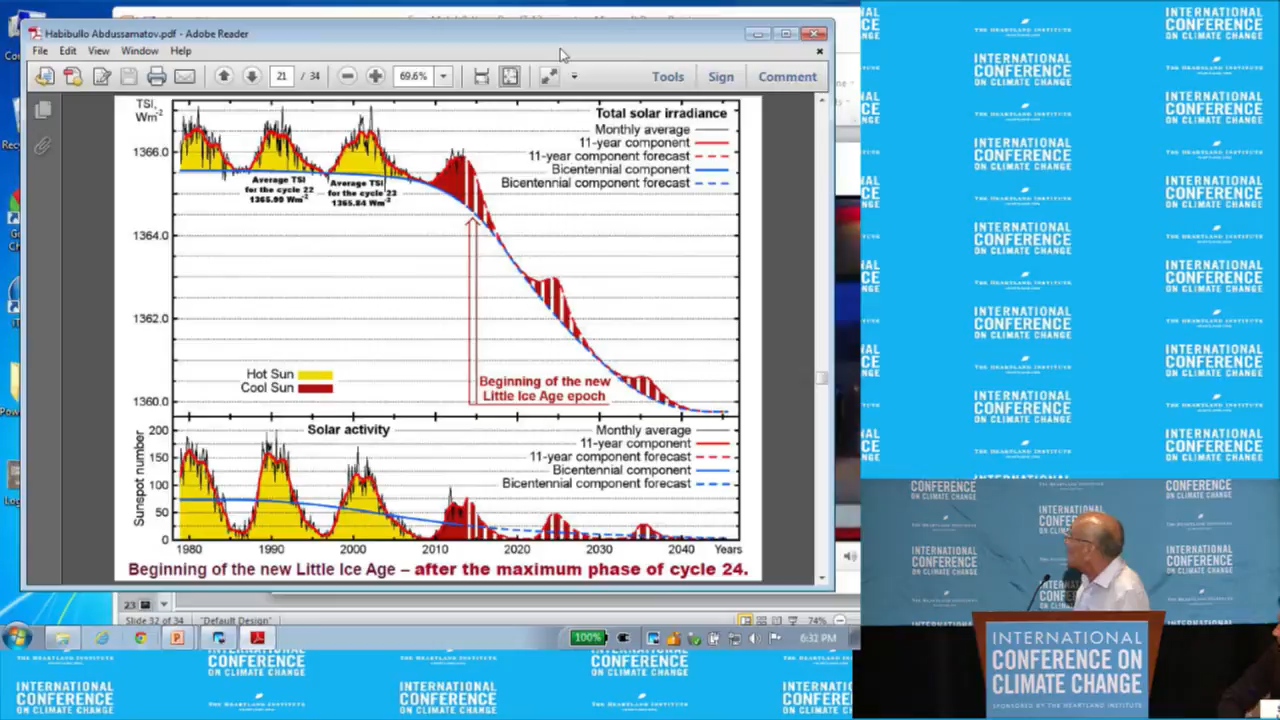 Habibullo Abdussamatov.pdf - Adobe Reader
File Edit View Window Help
21 / 34
69.6%
Tools Sign Comment
TSI,
Wm-2
Total solar irradiance
Monthly average
11-year component
11-year component forecast
Bicentennial component
Bicentennial component forecast
1366.0
1364.0
1362.0
1360.0
Average TSI
for the cycle 22
1365.99 Wm-2
Average TSI
for the cycle 23
1365.84 Wm-2
Hot Sun
Cool Sun
Beginning of the new
Little Ice Age epoch
Solar activity
Monthly average
11-year component
11-year component forecast
Bicentennial component
Bicentennial component forecast
Sunspot number
200
150
100
50
0
1980 1990 2000 2010 2020 2030 2040 Years
Beginning of the new Little Ice Age – after the maximum phase of cycle 24.
23
Slide 32 of 34 "Default Design" 74%
100% 6:32 PM
THE HEARTLAND INSTITUTE
INTERNATIONAL
CONFERENCE
ON CLIMATE CHANGE
INTERNATIONAL
CONFERENCE ON
CLIMATE CHANGE
SPONSORED BY THE HEARTLAND INSTITUTE